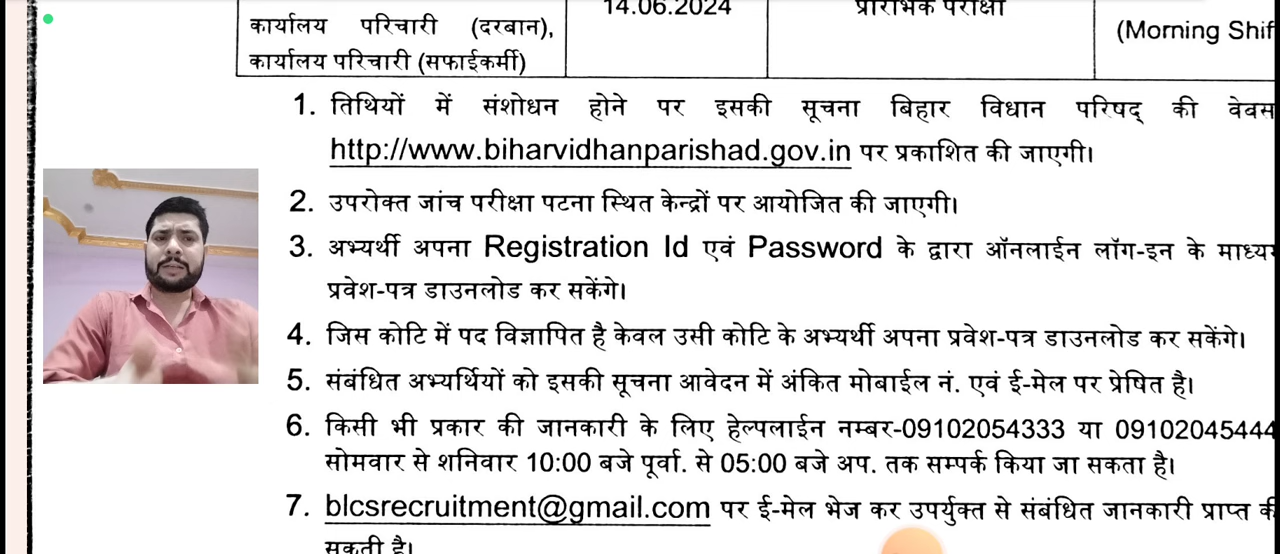 14.06.2024
प्रारंभिक परीक्षा
कार्यालय परिचारी (दरबान),
कार्यालय परिचारी (सफाईकर्मी)
(Morning Shif
1. तिथियों में संशोधन होने पर इसकी सूचना बिहार विधान परिषद् की वेबस
http://www.biharvidhanparishad.gov.in पर प्रकाशित की जाएगी।
2. उपरोक्त जांच परीक्षा पटना स्थित केन्द्रों पर आयोजित की जाएगी।
3. अभ्यर्थी अपना Registration Id एवं Password के द्वारा ऑनलाईन लॉग-इन के माध्यम
प्रवेश-पत्र डाउनलोड कर सकेंगे।
4. जिस कोटि में पद विज्ञापित है केवल उसी कोटि के अभ्यर्थी अपना प्रवेश-पत्र डाउनलोड कर सकेंगे।
5. संबंधित अभ्यर्थियों को इसकी सूचना आवेदन में अंकित मोबाईल नं. एवं ई-मेल पर प्रेषित है।
6. किसी भी प्रकार की जानकारी के लिए हेल्पलाईन नम्बर-09102054333 या 09102045444
सोमवार से शनिवार 10:00 बजे पूर्वा. से 05:00 बजे अप. तक सम्पर्क किया जा सकता है।
7. blcsrecruitment@gmail.com पर ई-मेल भेज कर उपर्युक्त से संबंधित जानकारी प्राप्त की
सकती है।